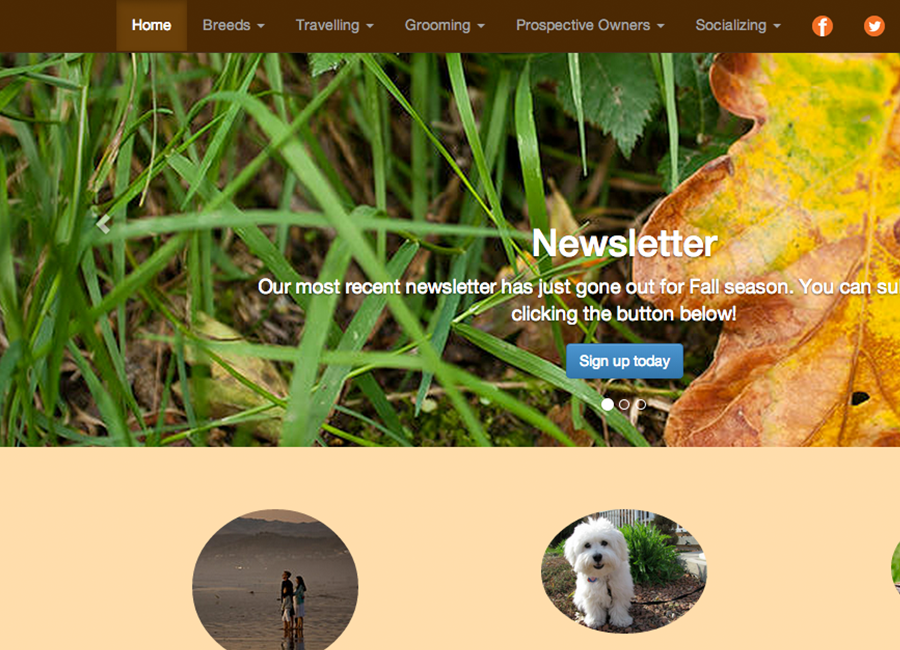 Home Breeds Travelling Grooming Prospective Owners Socializing
Newsletter
Our most recent newsletter has just gone out for Fall season. You can su
clicking the button below!
Sign up today